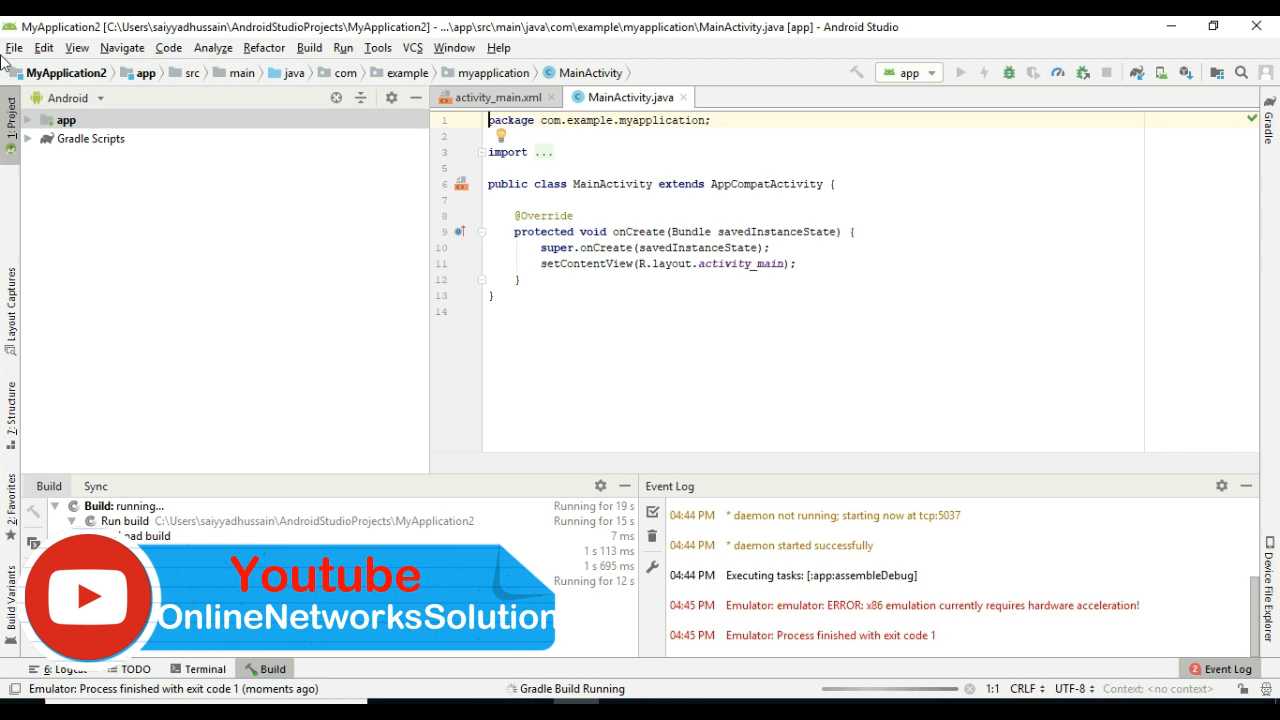 MyApplication2 [C:\Users\saiyyadhussain\AndroidStudioProjects\MyApplication2] - ...\app\src\main\java\com\example\myapplication\MainActivity.java [app] - Android Studio
File Edit View Navigate Code Analyze Refactor Build Run Tools VCS Window Help
MyApplication2 app src main java com example myapplication MainActivity app
1: Project
Layout Captures
7: Structure
2: Favorites
Build Variants
Android
app
Gradle Scripts
activity_main.xml MainActivity.java
1 package com.example.myapplication;
2
3 import ...
5
6 public class MainActivity extends AppCompatActivity {
7
8 @Override
9 protected void onCreate(Bundle savedInstanceState) {
10 super.onCreate(savedInstanceState);
11 setContentView(R.layout.activity_main);
12 }
13 }
14
Gradle
Device File Explorer
Build Sync
Build: running... Running for 19 s
Run build C:\Users\saiyyadhussain\AndroidStudioProjects\MyApplication2 Running for 15 s
build 7 ms
1 s 113 ms
1 s 695 ms
Running for 12 s
Youtube
OnlineNetworksSolution
Event Log
04:44 PM * daemon not running; starting now at tcp:5037
04:44 PM * daemon started successfully
04:44 PM Executing tasks: [:app:assembleDebug]
04:45 PM Emulator: emulator: ERROR: x86 emulation currently requires hardware acceleration!
04:45 PM Emulator: Process finished with exit code 1
6: Logcat TODO Terminal Build 2 Event Log
Emulator: Process finished with exit code 1 (moments ago) Gradle Build Running 1:1 CRLF UTF-8 Context: <no context>